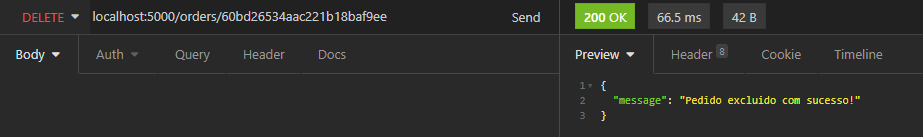 DELETE localhost:5000/orders/60bd26534aac221b18baf9ee Send 200 OK 66.5 ms 42 B
Body Auth Query Header Docs Preview Header 8 Cookie Timeline
1 {
2 "message": "Pedido excluido com sucesso!"
3 }